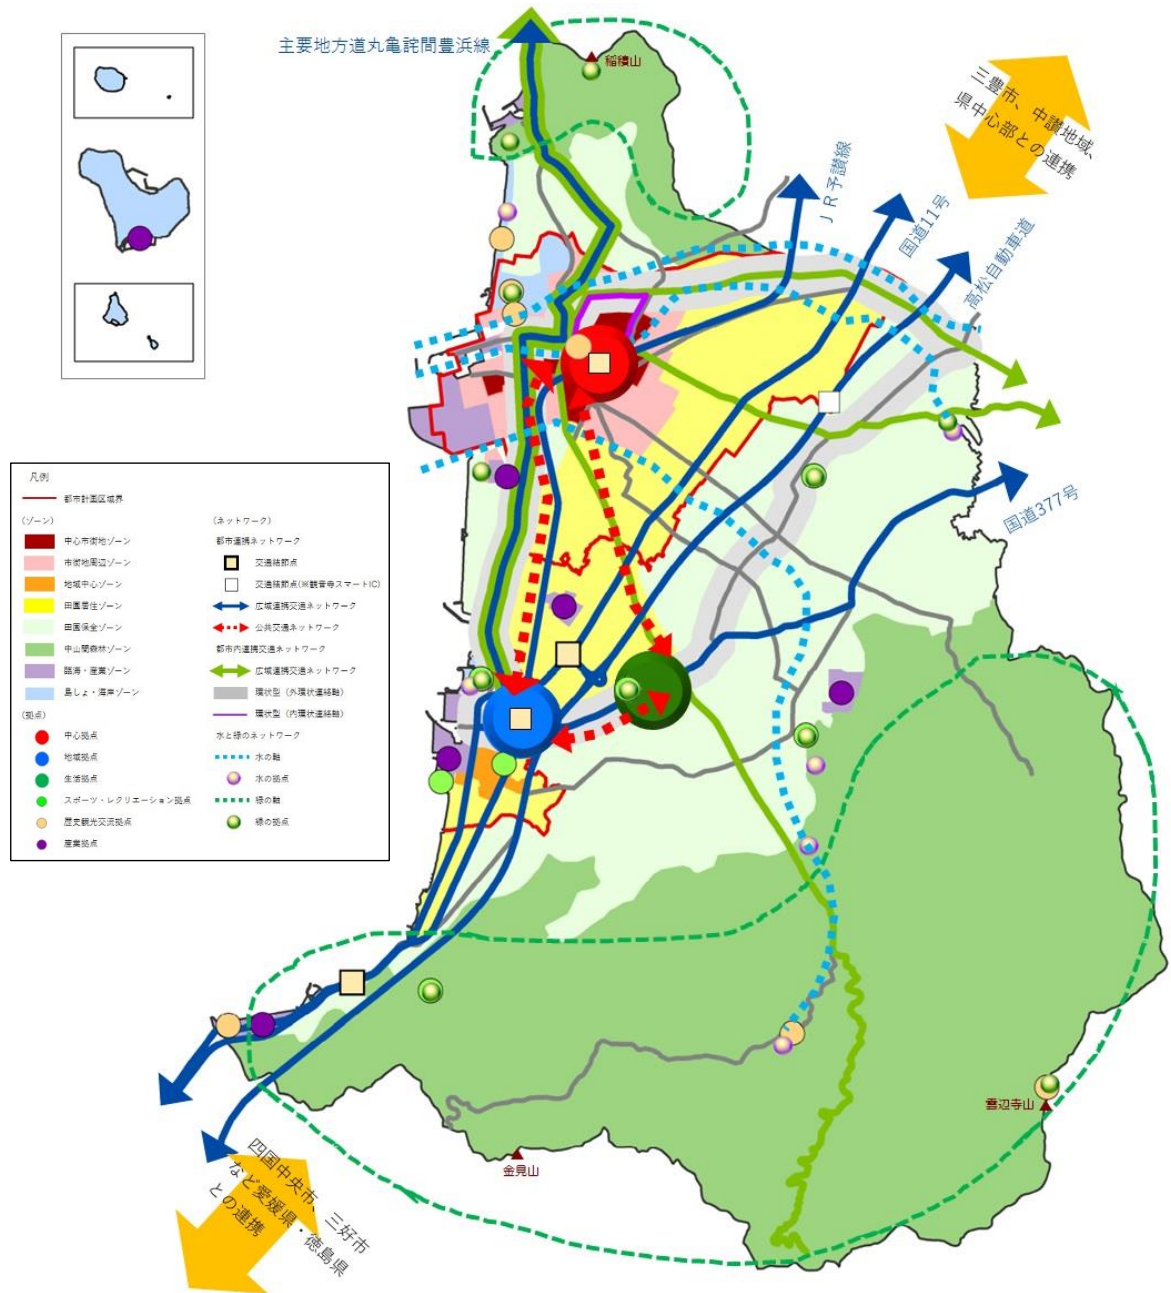 主要地方道丸亀詫間豊浜線
稲積山
三豊市、中讃地域、
県中心部との連携
ＪＲ予讃線
国道11号
高松自動車道
国道377号
凡例
都市計画区域界
(ゾーン)
中心市街地ゾーン
市街地周辺ゾーン
地域中心ゾーン
田園居住ゾーン
田園保全ゾーン
中山間森林ゾーン
臨海・産業ゾーン
島しょ・海岸ゾーン
(拠点)
中心拠点
地域拠点
生活拠点
スポーツ・レクリエーション拠点
歴史観光交流拠点
産業拠点
(ネットワーク)
都市連携ネットワーク
交通結節点
交通結節点(※観音寺スマートIC)
広域連携交通ネットワーク
公共交通ネットワーク
都市内連携交通ネットワーク
広域連携交通ネットワーク
環状型（外環状連絡軸）
環状型（内環状連絡軸）
水と緑のネットワーク
水の軸
水の拠点
緑の軸
緑の拠点
雲辺寺山
金見山
四国中央市、三好市
など愛媛県・徳島県
との連携